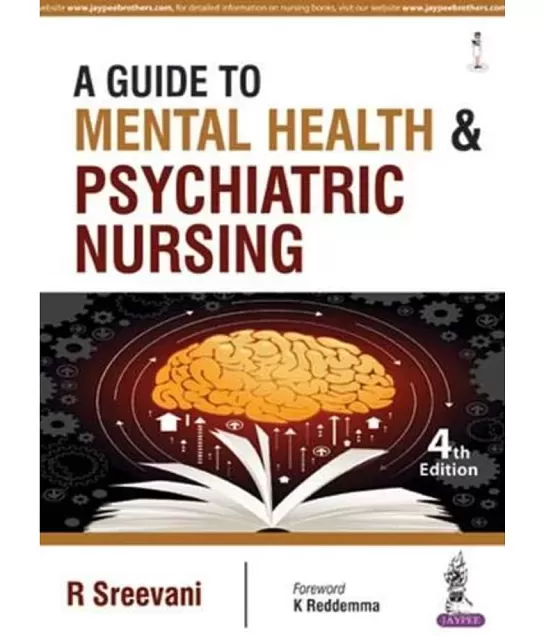 website www.jaypeebrothers.com, for detailed information on nursing books, visit our website www.jaypeebrothers.com
A GUIDE TO
MENTAL HEALTH &
PSYCHIATRIC
NURSING
4th
Edition
R Sreevani
Foreword
K Reddemma
JAYPEE